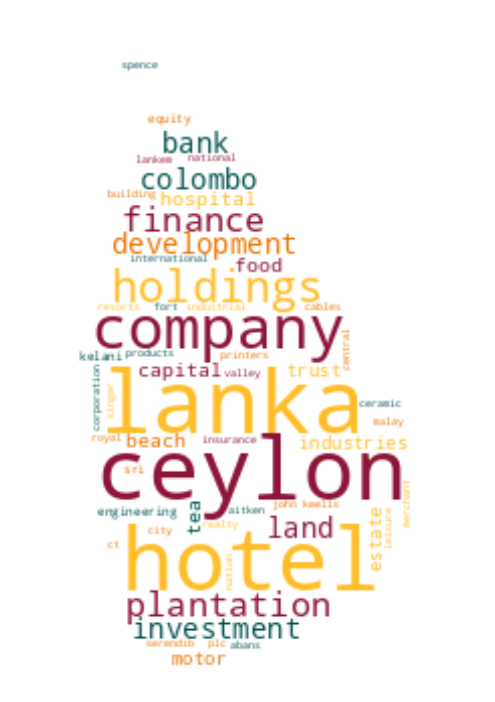 spence
equity
bank
lankem national
colombo
building hospital
finance
development
international
food
holdings
resorts fort industrial cables
company
central
kelani products printers
capital valley trust
corporation
singer
lanka
ceramic
malay
royal beach insurance industries
ceylon
sri
merchant
john keells
engineering tea aitken
realty
land
city
estate
leisure
ct
hotel
nation
plantation
investment
serendib plc abans
motor